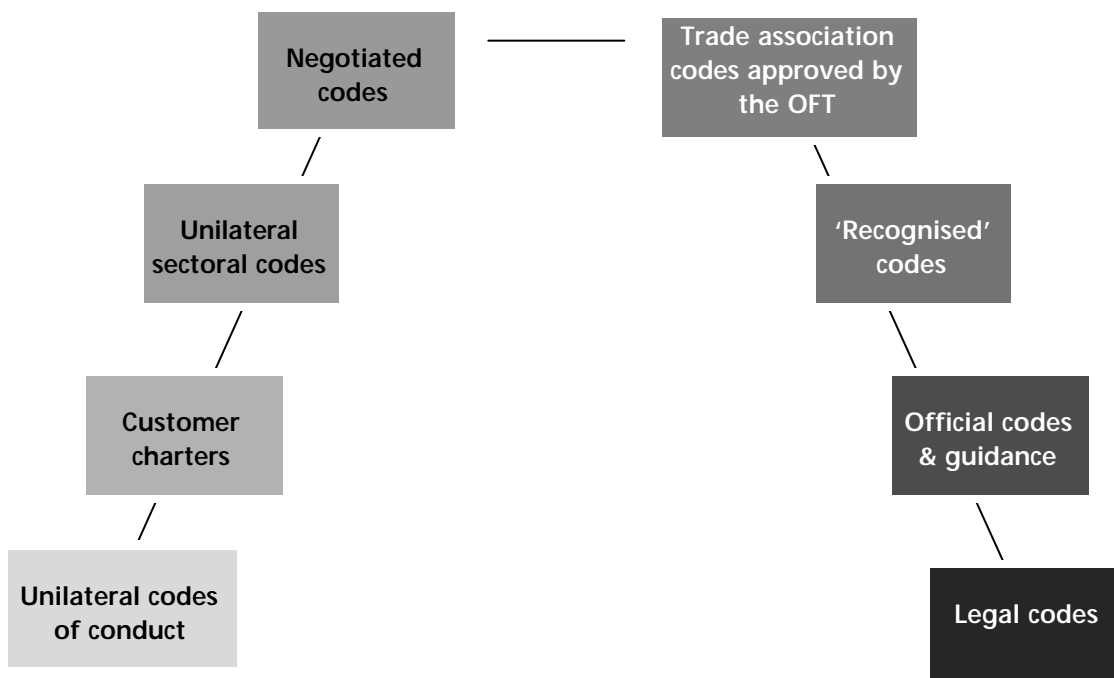 Negotiated
codes
Trade association
codes approved by
the OFT
Unilateral
sectoral codes
‘Recognised’
codes
Customer
charters
Official codes
& guidance
Unilateral codes
of conduct
Legal codes